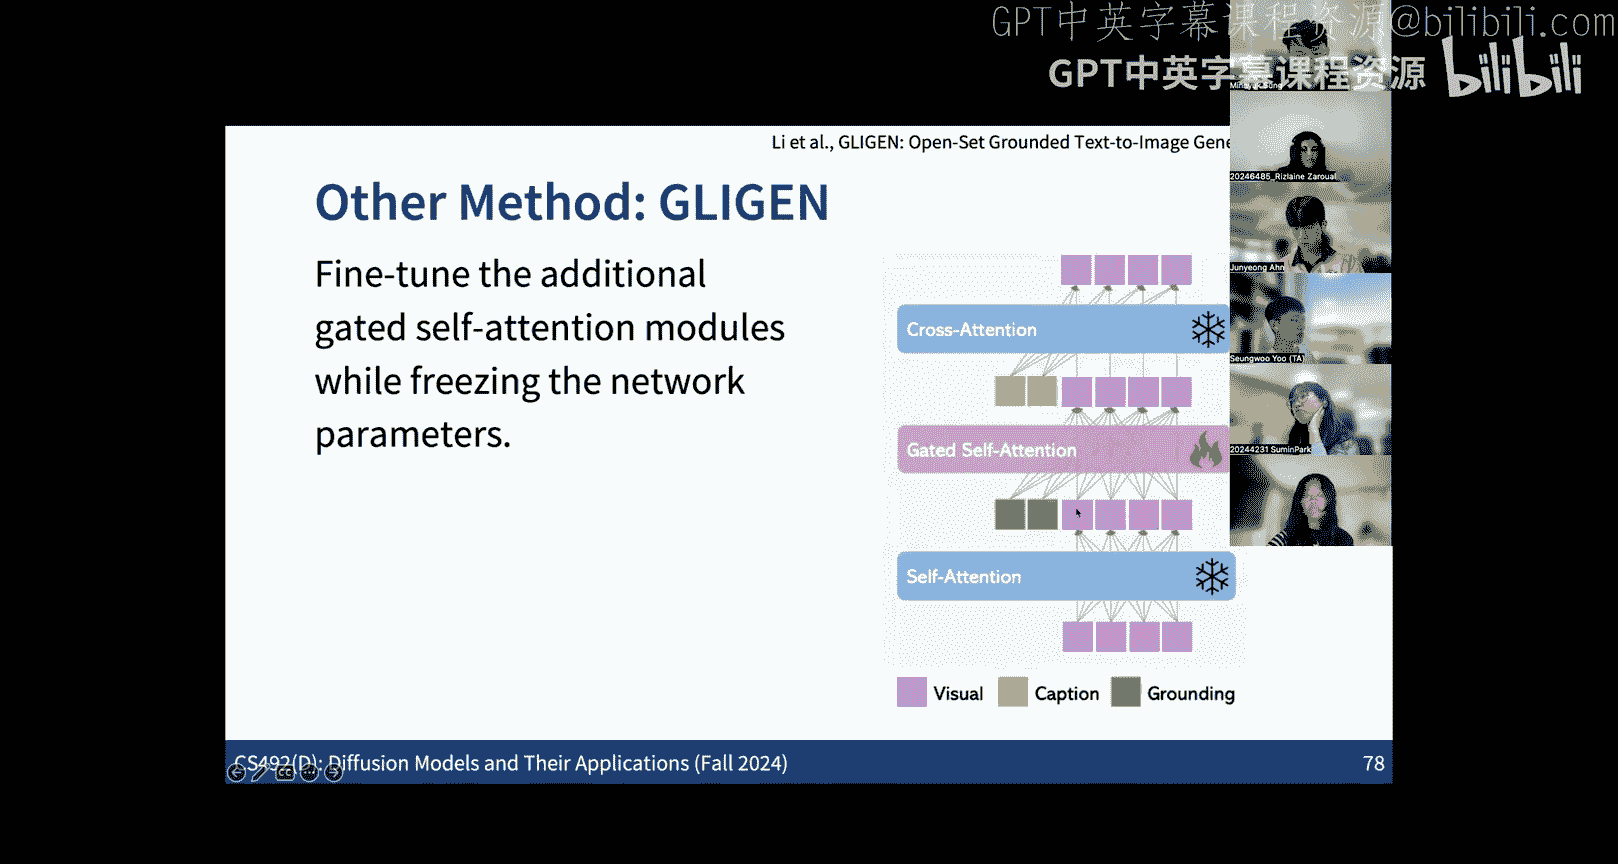 GPT中英字幕课程资源@bilibili.com
GPT中英字幕课程资源 bilibili
Li et al., GLIGEN: Open-Set Grounded Text-to-Image Gene
Other Method: GLIGEN
Fine-tune the additional
gated self-attention modules
while freezing the network
parameters.
Cross-Attention
Gated Self-Attention
Self-Attention
Visual Caption Grounding
CS492(D): Diffusion Models and Their Applications (Fall 2024)
78
20246485_Rizlaine Zaroual
Junyeong Ahn
Seungwoo Yoo (TA)
20244231 SuminPark